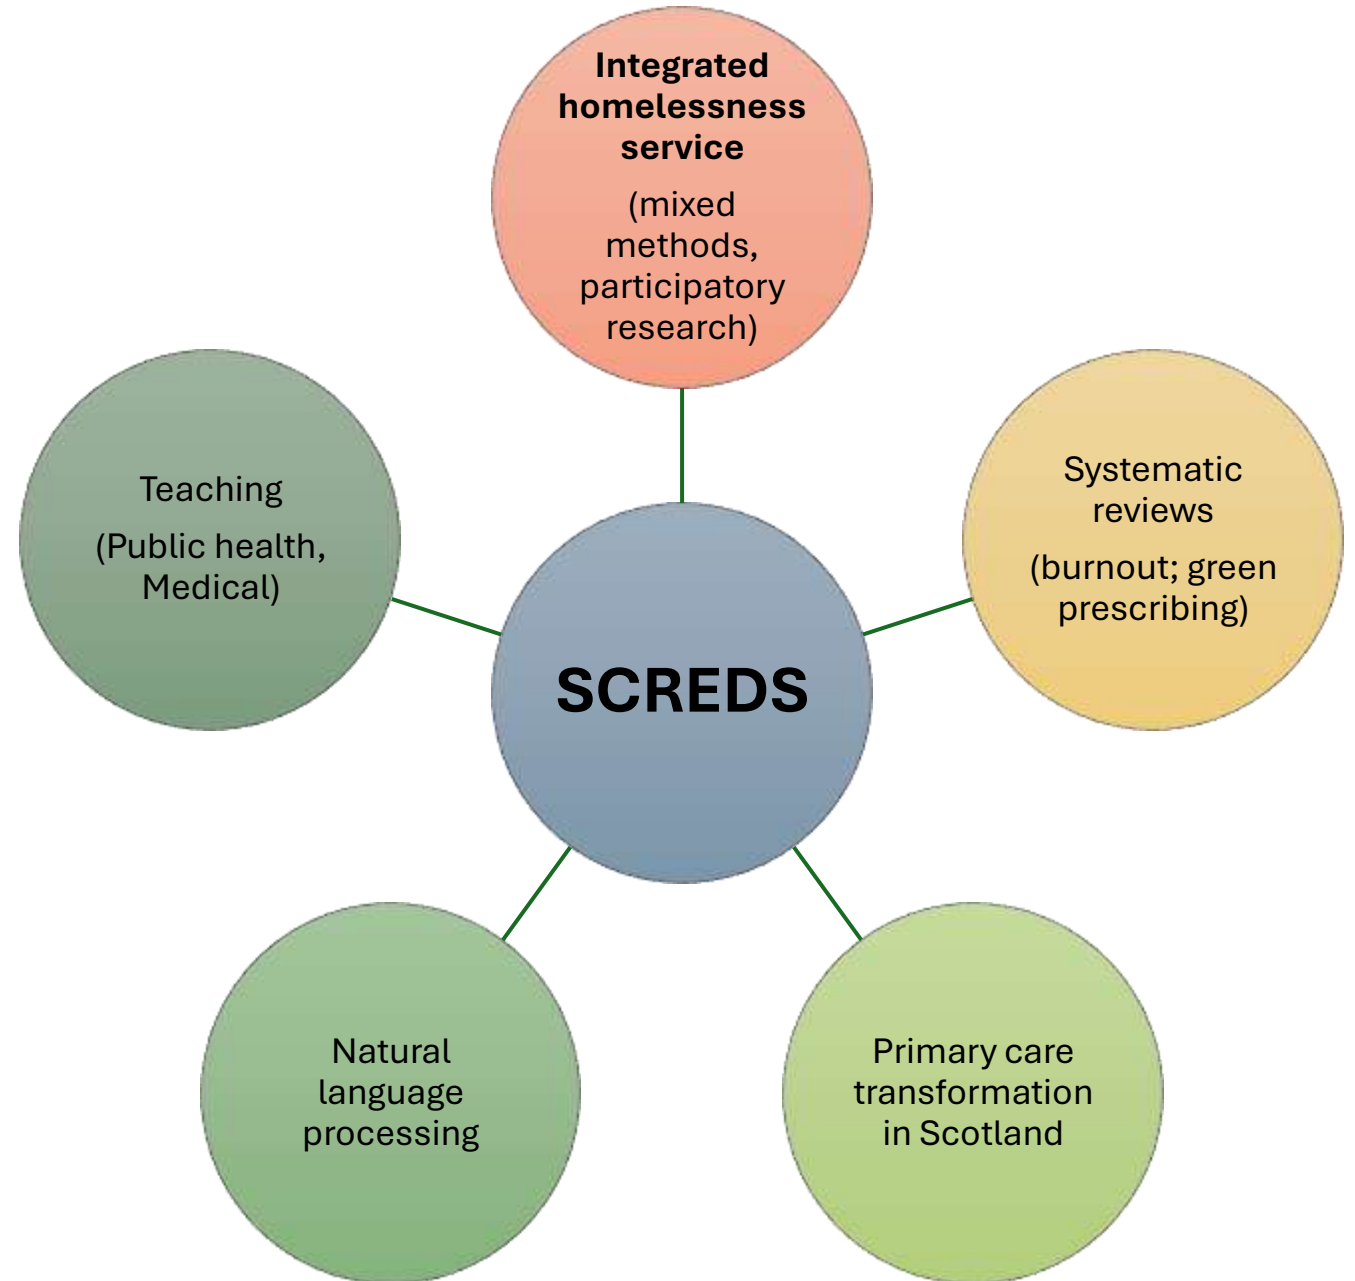 Integrated
homelessness
service
(mixed
methods,
participatory
research)
Systematic
reviews
(burnout; green
prescribing)
Primary care
transformation
in Scotland
Natural
language
processing
Teaching
(Public health,
Medical)
SCREDS